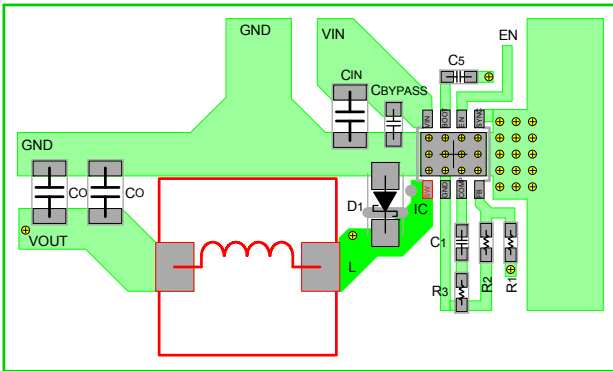 GND
VIN
EN
CIN
CBYPASS
C5
VIN
BOOT
EN
SYNC
GND
CO
CO
D1
IC
SW
GND
COMP
FB
VOUT
L
C1
R3
R2
R1